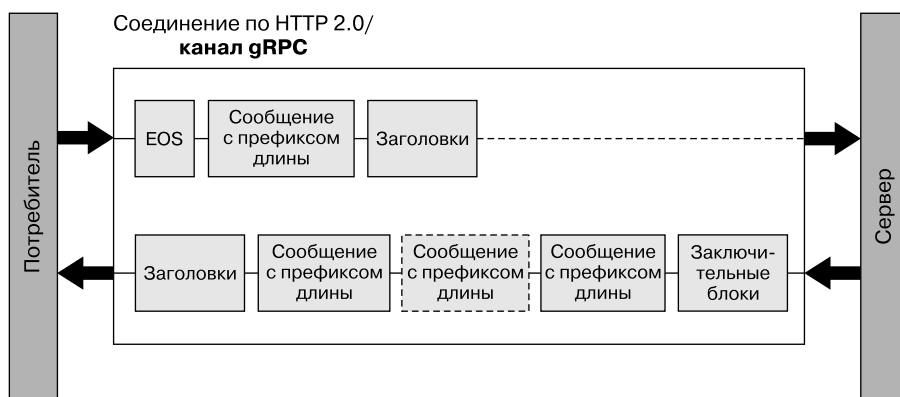 Соединение по HTTP 2.0/
канал gRPC
Потребитель
EOS
Сообщение
с префиксом
длины
Заголовки
Сервер
Заголовки
Сообщение
с префиксом
длины
Сообщение
с префиксом
длины
Сообщение
с префиксом
длины
Заключи-
тельные
блоки